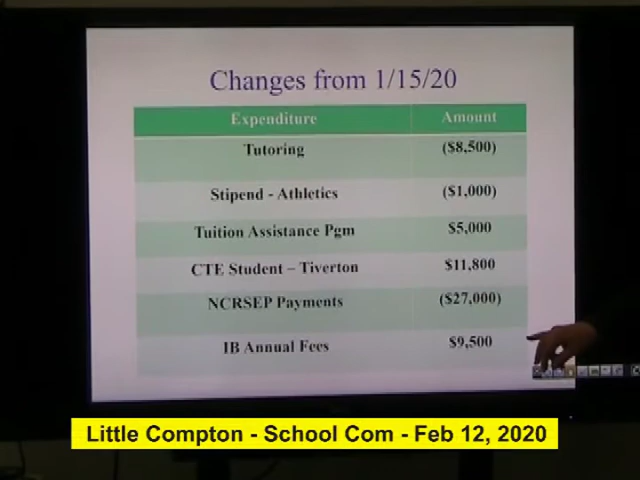 Changes from 1/15/20
Expenditure Amount
Tutoring ($8,500)
Stipend - Athletics ($1,000)
Tuition Assistance Pgm $5,000
CTE Student – Tiverton $11,800
NCRSEP Payments ($27,000)
IB Annual Fees $9,500
Little Compton - School Com - Feb 12, 2020